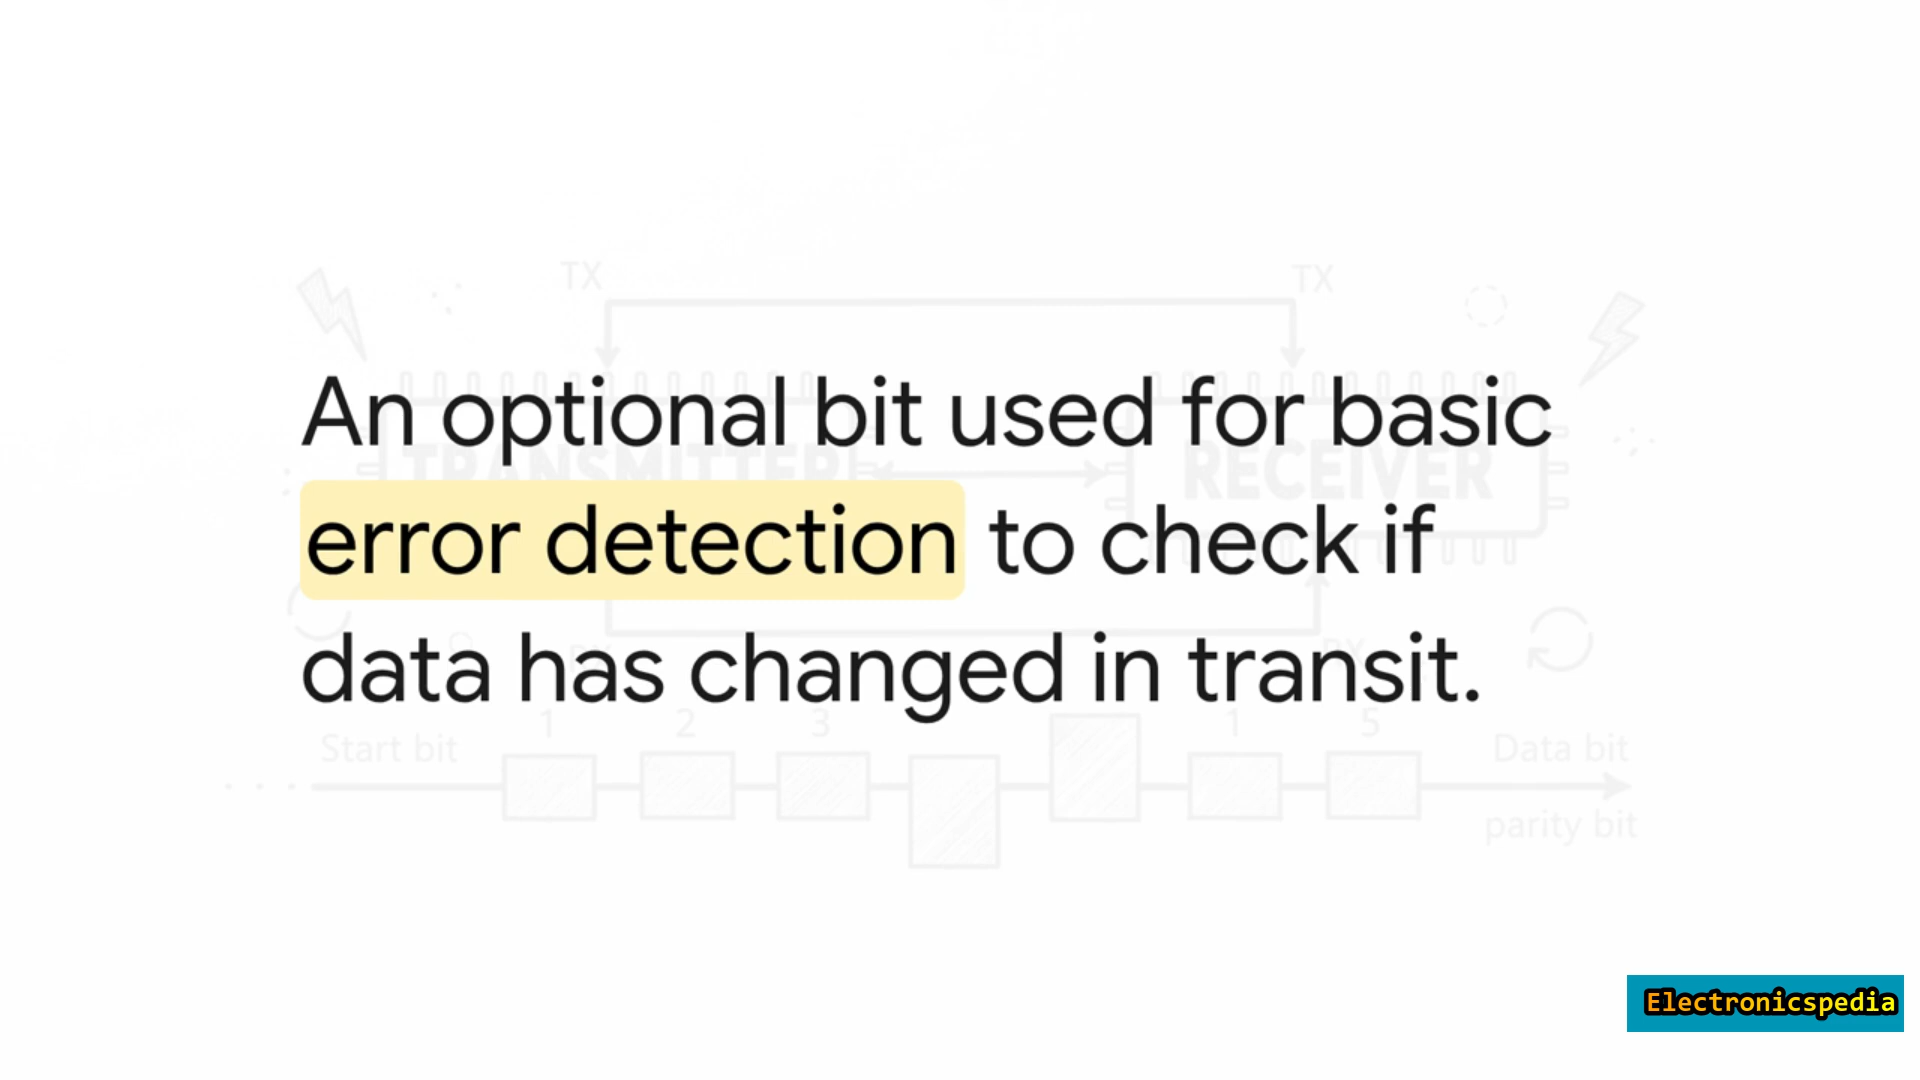 TX TX
An optional bit used for basic
TRANSMITTER RECEIVER
error detection to check if
RX
data has changed in transit.
1 2 3 1 5
Start bit Data bit
parity bit
Electronicspedia